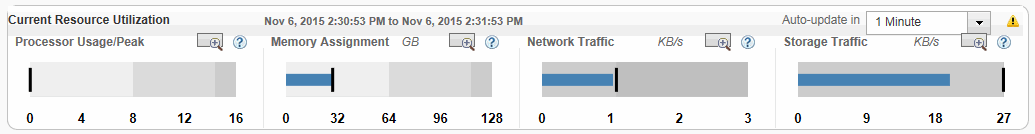 Current Resource Utilization Nov 6, 2015 2:30:53 PM to Nov 6, 2015 2:31:53 PM Auto-update in 1 Minute
Processor Usage/Peak ? Memory Assignment GB ? Network Traffic KB/s ? Storage Traffic KB/s ?
0 4 8 12 16 0 32 64 96 128 0 1 2 3 0 9 18 27